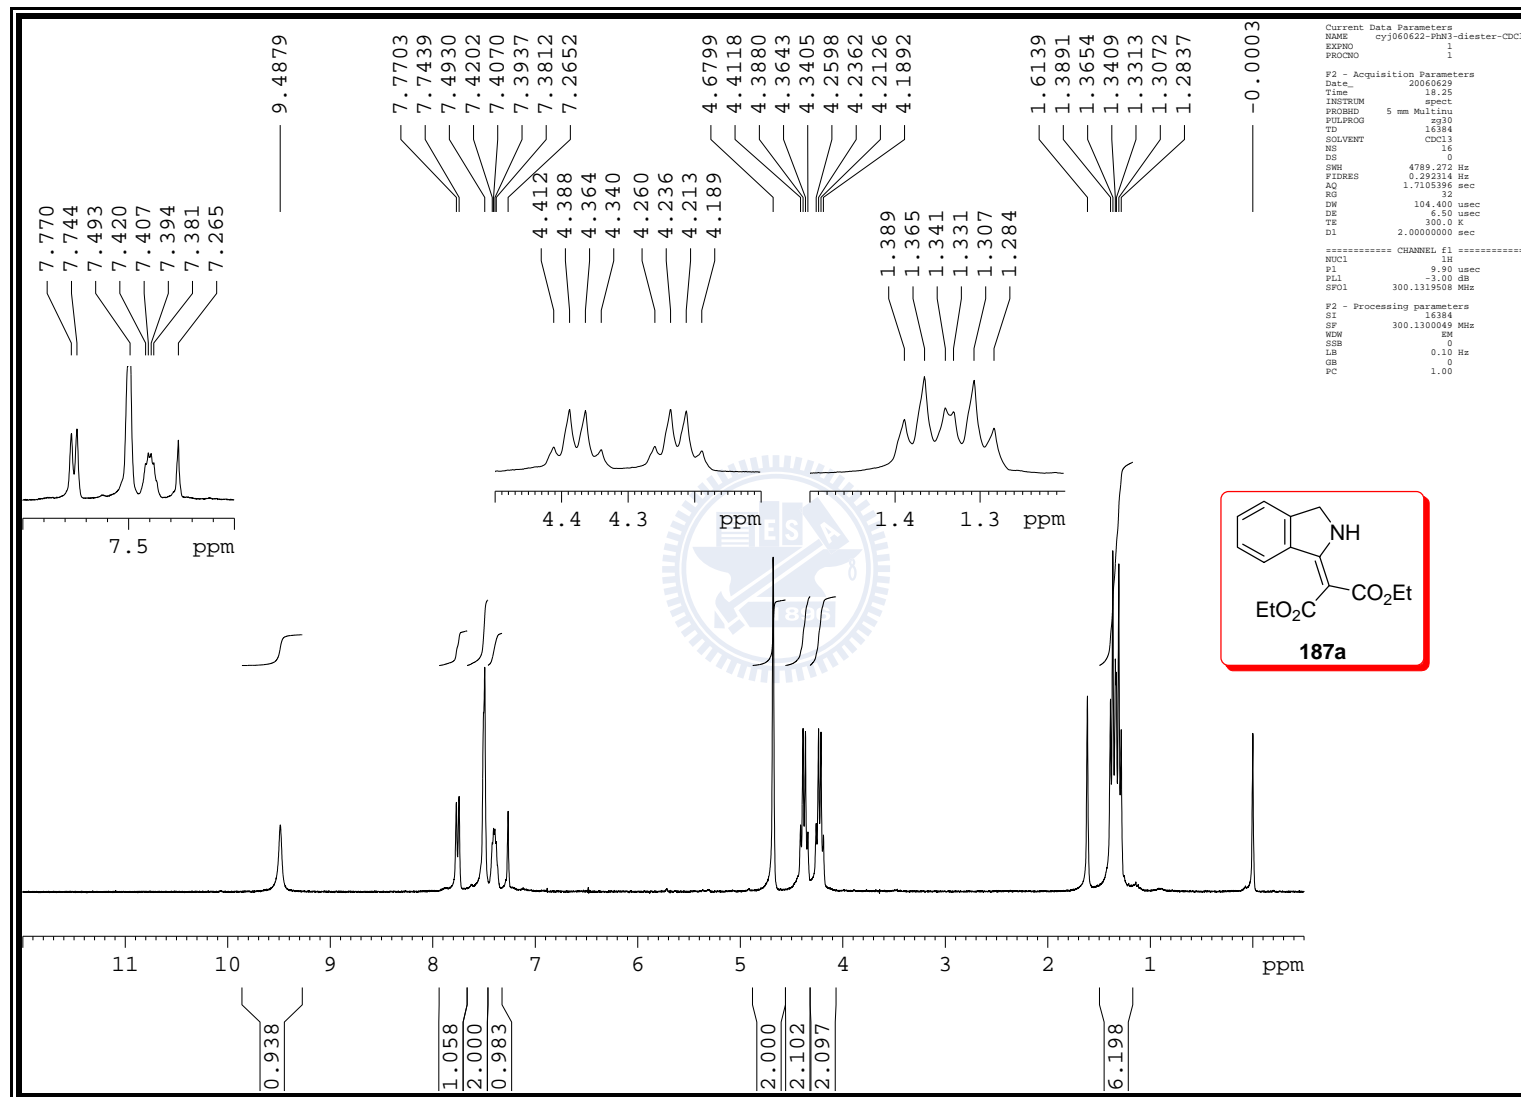 9.4879
7.7703
7.7439
7.4930
7.4202
7.4070
7.3937
7.3812
7.2652
4.6799
4.4118
4.3880
4.3643
4.3405
4.2598
4.2362
4.2126
4.1892
1.6139
1.3891
1.3654
1.3409
1.3313
1.3072
1.2837
-0.0003
Current Data Parameters
NAME cyj060622-PhN3-diester-CDCl
EXPNO 1
PROCNO 1
F2 - Acquisition Parameters
Date_ 20060629
Time 18.25
INSTRUM spect
PROBHD 5 mm Multinu
PULPROG zg30
TD 16384
SOLVENT CDCl3
NS 16
DS 0
SWH 4789.272 Hz
FIDRES 0.292314 Hz
AQ 1.7105396 sec
RG 32
DW 104.400 usec
DE 6.50 usec
TE 300.0 K
D1 2.00000000 sec
============ CHANNEL f1 ============
NUC1 1H
P1 9.90 usec
PL1 -3.00 dB
SFO1 300.1319508 MHz
F2 - Processing parameters
SI 16384
SF 300.1300049 MHz
WDW EM
SSB 0
LB 0.10 Hz
GB 0
PC 1.00
7.770
7.744
7.493
7.420
7.407
7.394
7.381
7.265
7.5 ppm
4.412
4.388
4.364
4.340
4.260
4.236
4.213
4.189
4.4 4.3 ppm
1.389
1.365
1.341
1.331
1.307
1.284
1.4 1.3 ppm
ES
1896
NH
EtO2C
CO2Et
187a
11 10 9 8 7 6 5 4 3 2 1 ppm
0.938
1.058
2.000
0.983
2.000
2.102
2.097
6.198